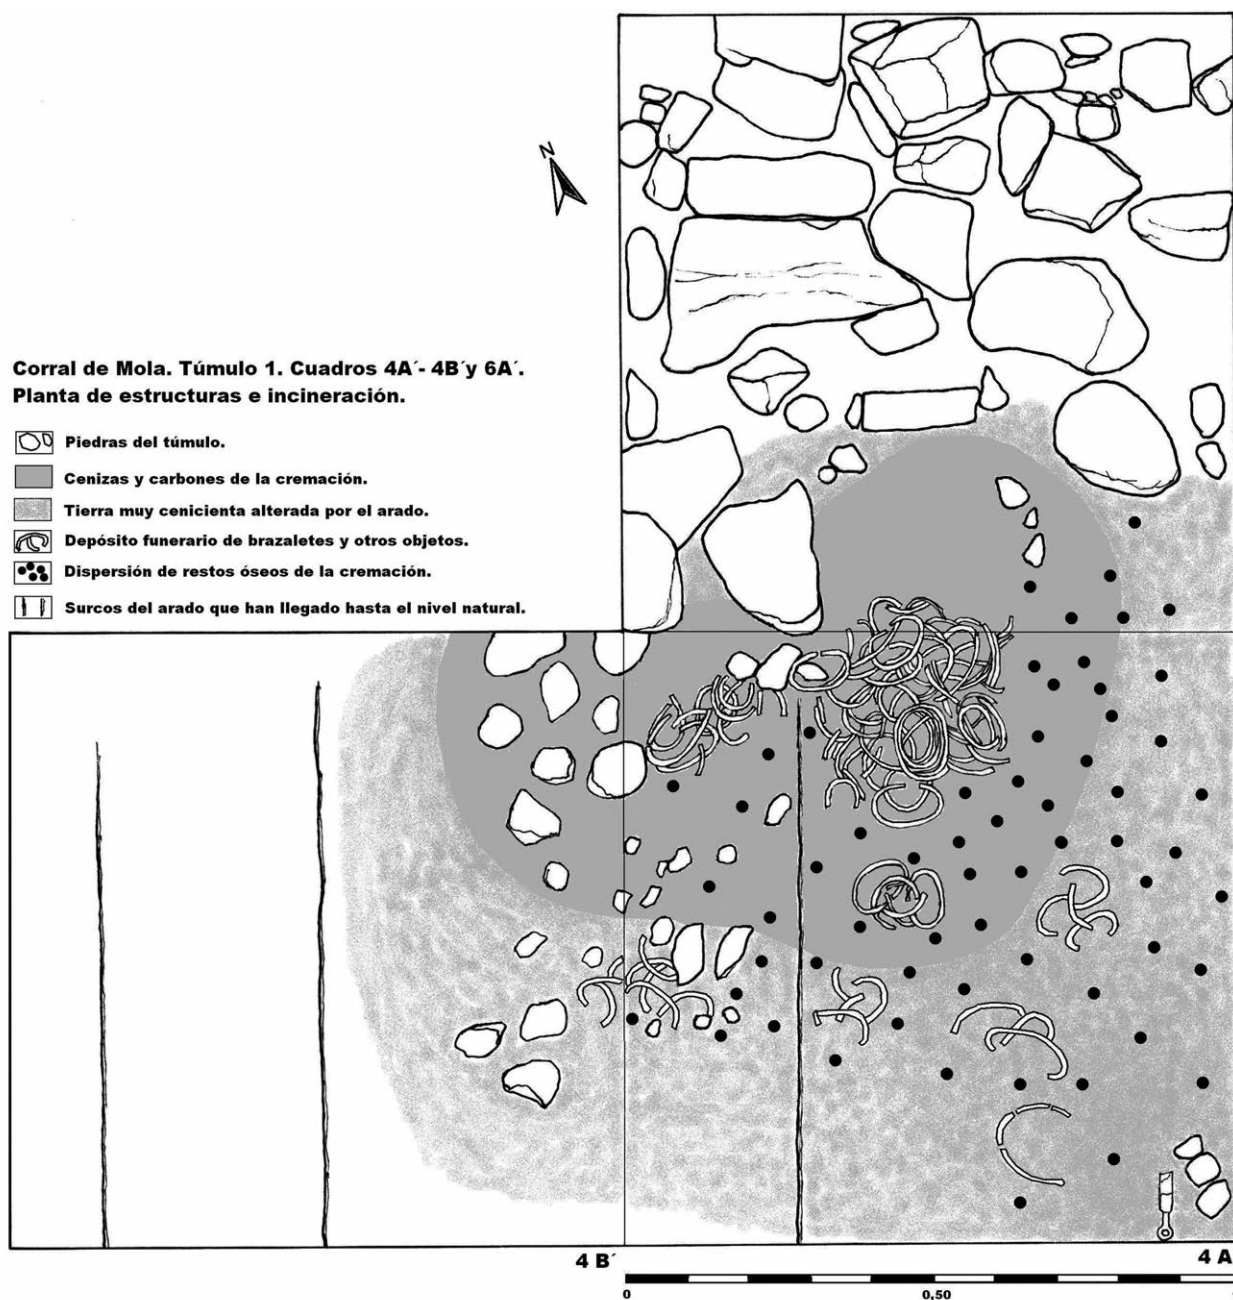 N
Corral de Mola. Túmulo 1. Cuadros 4A´- 4B´y 6A´.
Planta de estructuras e incineración.
Piedras del túmulo.
Cenizas y carbones de la cremación.
Tierra muy cenicienta alterada por el arado.
Depósito funerario de brazaletes y otros objetos.
Dispersión de restos óseos de la cremación.
Surcos del arado que han llegado hasta el nivel natural.
4 B´
4 A
0
0,50